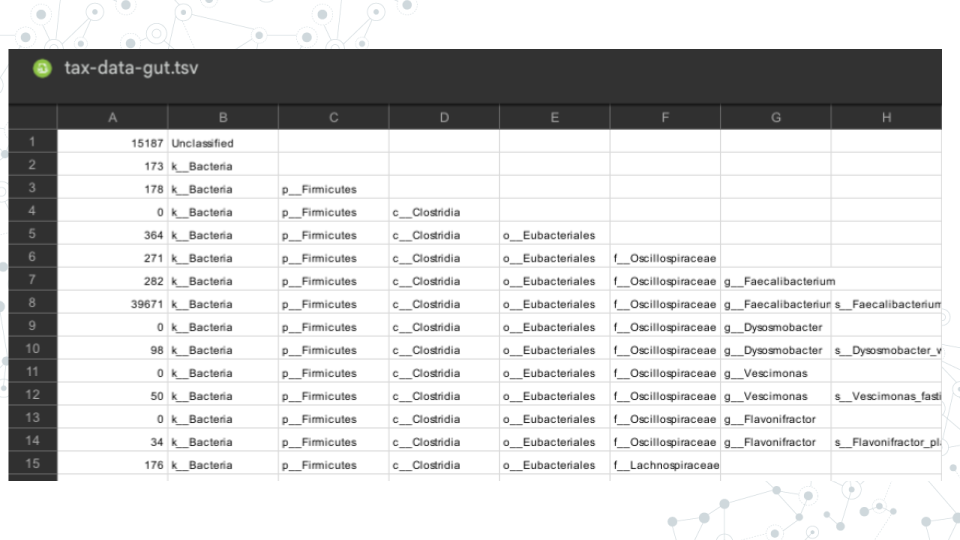 tax-data-gut.tsv
A B C D E F G H
1 15187 Unclassified
2 173 k__Bacteria
3 178 k__Bacteria p__Firmicutes
4 0 k__Bacteria p__Firmicutes c__Clostridia
5 364 k__Bacteria p__Firmicutes c__Clostridia o__Eubacteriales
6 271 k__Bacteria p__Firmicutes c__Clostridia o__Eubacteriales f__Oscillospiraceae
7 282 k__Bacteria p__Firmicutes c__Clostridia o__Eubacteriales f__Oscillospiraceae g__Faecalibacterium
8 39671 k__Bacteria p__Firmicutes c__Clostridia o__Eubacteriales f__Oscillospiraceae g__Faecalibacteriu s__Faecalibacterium
9 0 k__Bacteria p__Firmicutes c__Clostridia o__Eubacteriales f__Oscillospiraceae g__Dysosmobacter
10 98 k__Bacteria p__Firmicutes c__Clostridia o__Eubacteriales f__Oscillospiraceae g__Dysosmobacter s__Dysosmobacter_w
11 0 k__Bacteria p__Firmicutes c__Clostridia o__Eubacteriales f__Oscillospiraceae g__Vescimonas
12 50 k__Bacteria p__Firmicutes c__Clostridia o__Eubacteriales f__Oscillospiraceae g__Vescimonas s__Vescimonas_fasti
13 0 k__Bacteria p__Firmicutes c__Clostridia o__Eubacteriales f__Oscillospiraceae g__Flavonifractor
14 34 k__Bacteria p__Firmicutes c__Clostridia o__Eubacteriales f__Oscillospiraceae g__Flavonifractor s__Flavonifractor_pl
15 176 k__Bacteria p__Firmicutes c__Clostridia o__Eubacteriales f__Lachnospiraceae